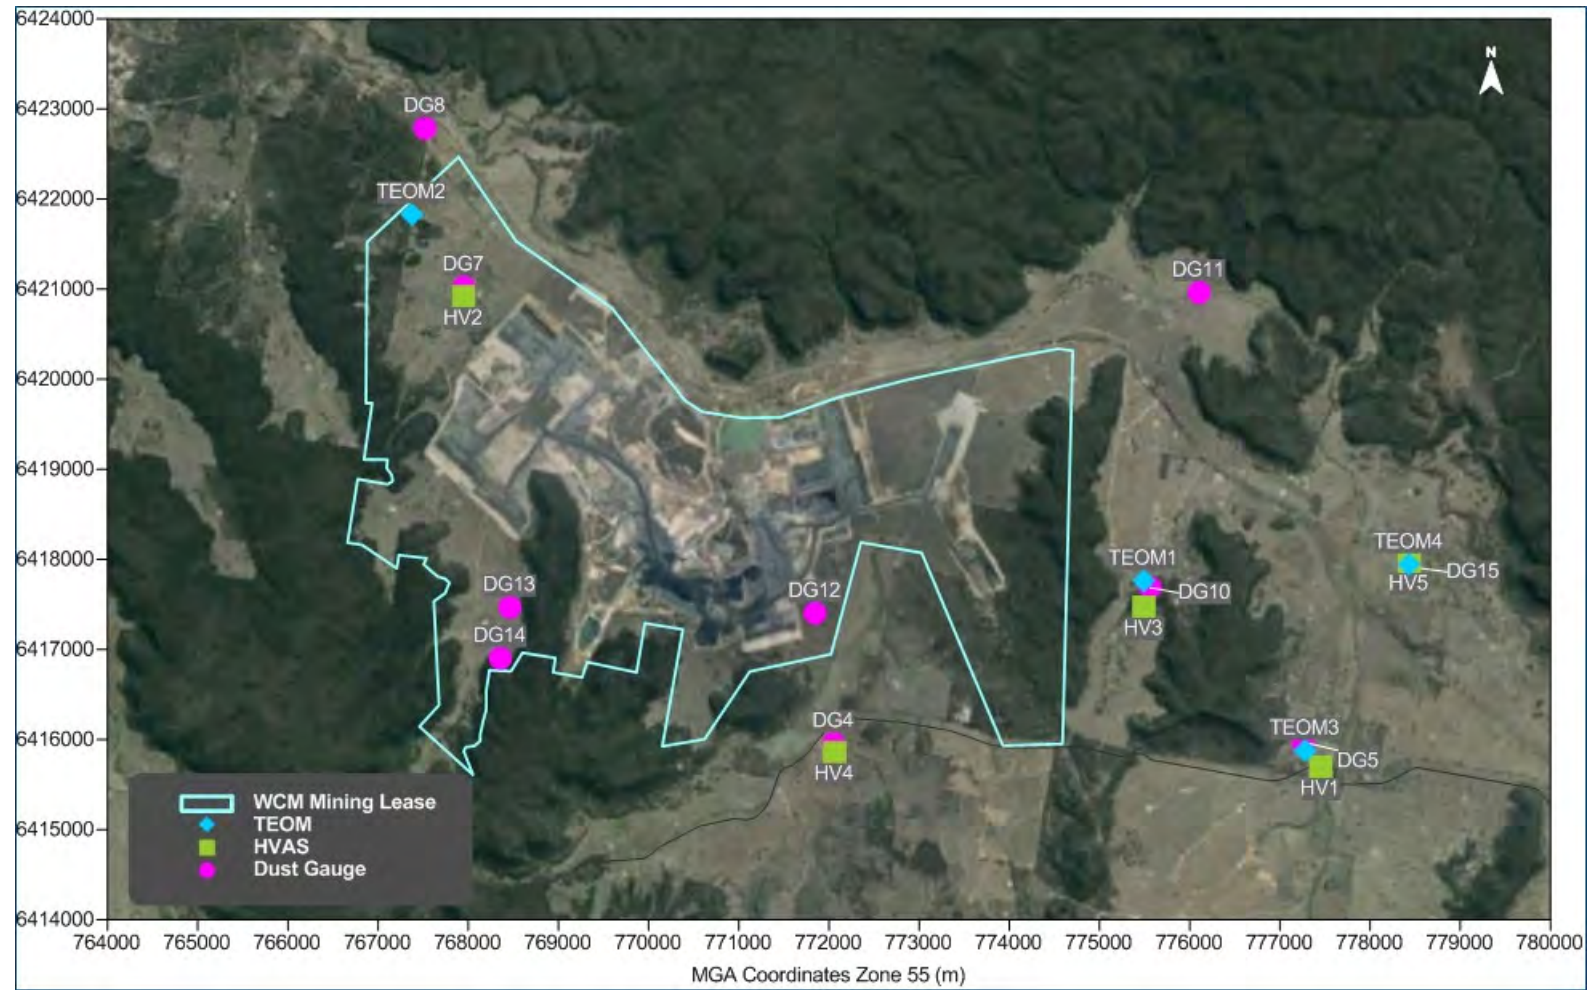 6424000
N
6423000
DG8
6422000
TEOM2
DG7
DG11
6421000
HV2
6420000
6419000
6418000
TEOM4
TEOM1
DG15
HV5
DG13
DG12
DG10
HV3
DG14
6417000
6416000
DG4
TEOM3
DG5
HV4
HV1
WCM Mining Lease
TEOM
HVAS
Dust Gauge
6415000
6414000
764000 765000 766000 767000 768000 769000 770000 771000 772000 773000 774000 775000 776000 777000 778000 779000 780000
MGA Coordinates Zone 55 (m)